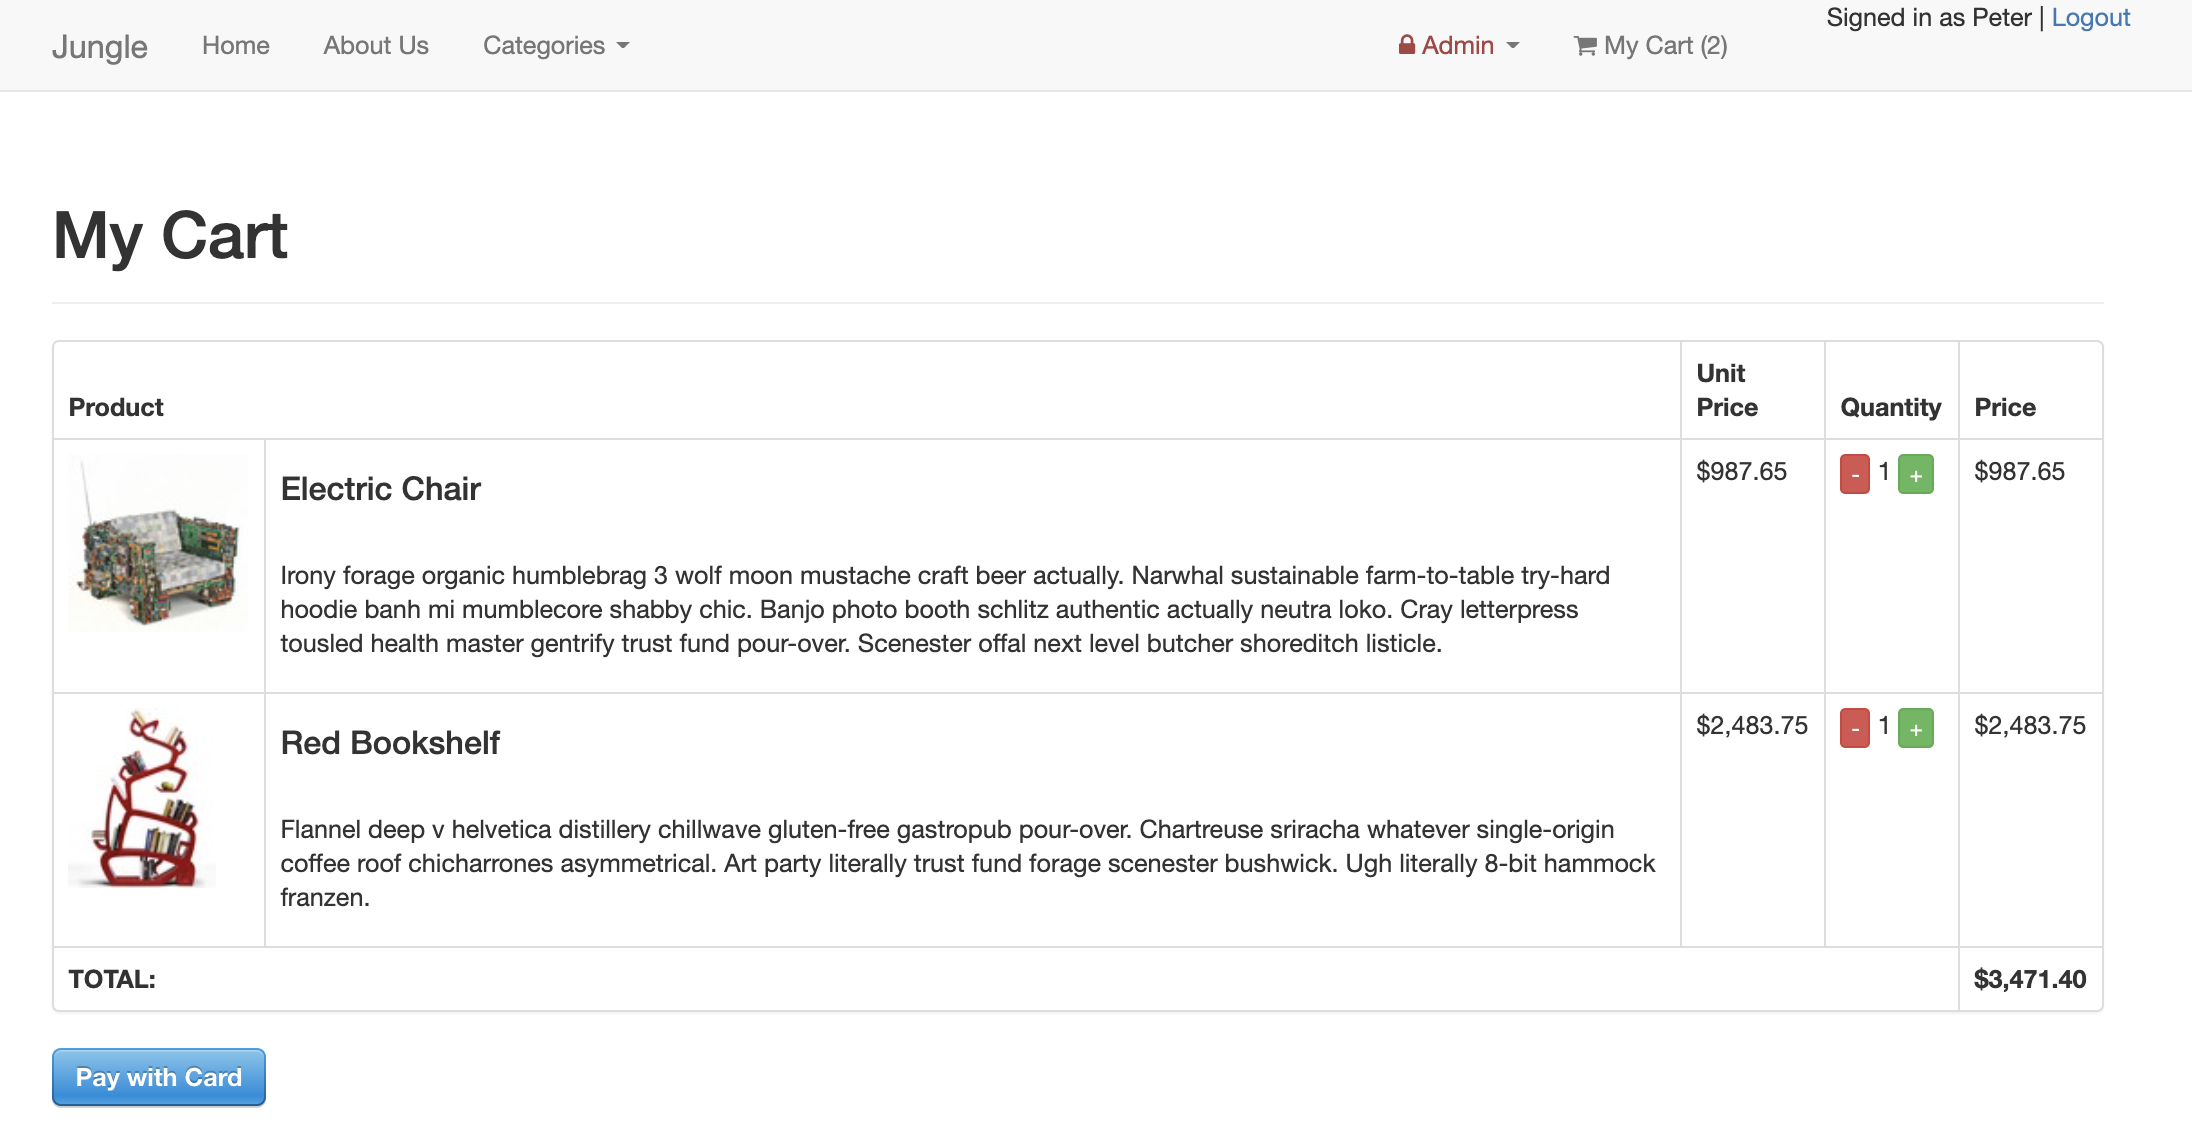 Signed in as Peter | Logout
Jungle Home About Us Categories Admin My Cart (2)
My Cart
Product Unit Price Quantity Price
Electric Chair $987.65 - 1 + $987.65
Irony forage organic humblebrag 3 wolf moon mustache craft beer actually. Narwhal sustainable farm-to-table try-hard
hoodie banh mi mumblecore shabby chic. Banjo photo booth schlitz authentic actually neutra loko. Cray letterpress
tousled health master gentrify trust fund pour-over. Scenester offal next level butcher shoreditch listicle.
Red Bookshelf $2,483.75 - 1 + $2,483.75
Flannel deep v helvetica distillery chillwave gluten-free gastropub pour-over. Chartreuse sriracha whatever single-origin
coffee roof chicharrones asymmetrical. Art party literally trust fund forage scenester bushwick. Ugh literally 8-bit hammock
franzen.
TOTAL: $3,471.40
Pay with Card